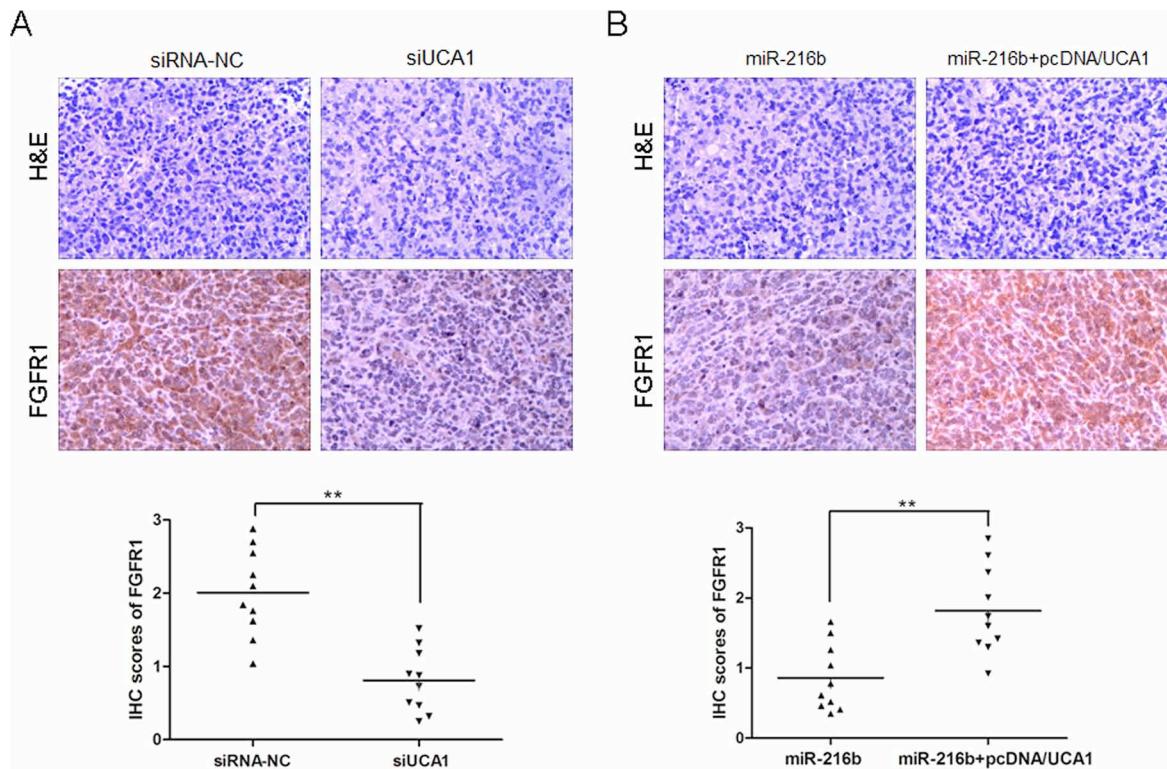 A
B
siRNA-NC
siUCA1
miR-216b
miR-216b+pcDNA/UCA1
H&E
H&E
FGFR1
FGFR1
**
**
IHC scores of FGFR1
3
2
1
0
siRNA-NC
siUCA1
IHC scores of FGFR1
3
2
1
0
miR-216b
miR-216b+pcDNA/UCA1